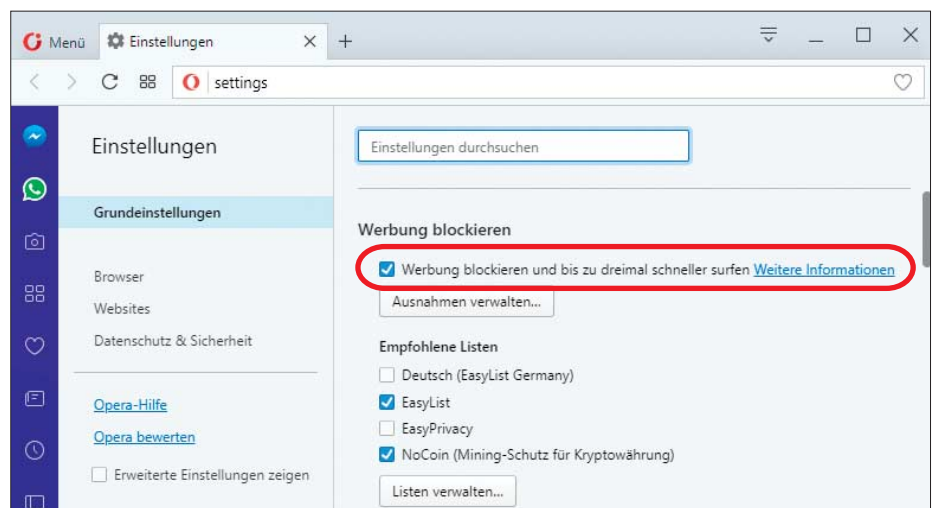 Menü
Einstellungen
settings
Einstellungen
Grundeinstellungen
Browser
Websites
Datenschutz & Sicherheit
Opera-Hilfe
Opera bewerten
Erweiterte Einstellungen zeigen
Einstellungen durchsuchen
Werbung blockieren
Werbung blockieren und bis zu dreimal schneller surfen Weitere Informationen
Ausnahmen verwalten...
Empfohlene Listen
Deutsch (EasyList Germany)
EasyList
EasyPrivacy
NoCoin (Mining-Schutz für Kryptowährung)
Listen verwalten...